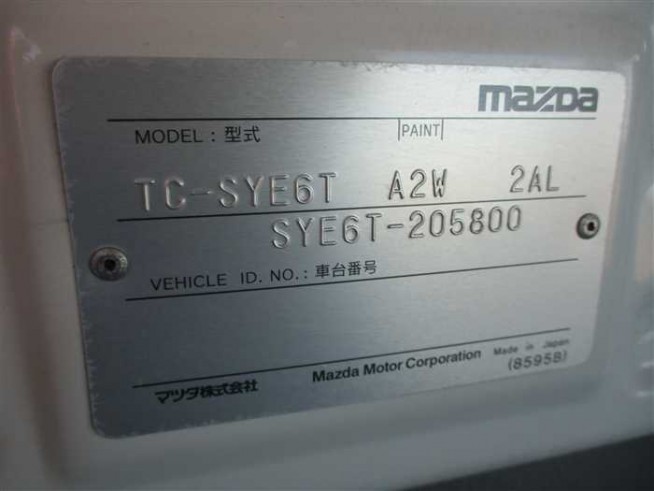 mazda
MODEL : 型式 PAINT
TC-SYE6T A2W 2AL
SYE6T-205800
VEHICLE ID. NO. : 車台番号
マツダ株式会社 Mazda Motor Corporation Made in Japan
(85958)